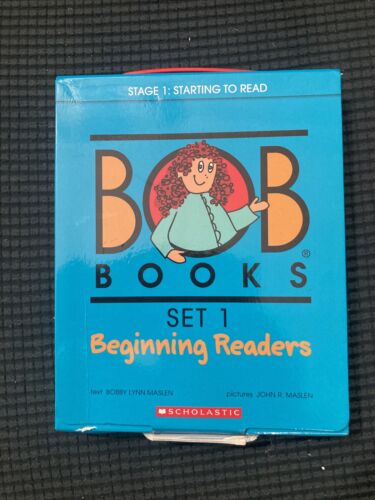 STAGE 1: STARTING TO READ
BOB®
BOOKS
SET 1
Beginning Readers
text BOBBY LYNN MASLEN pictures JOHN R. MASLEN
SCHOLASTIC